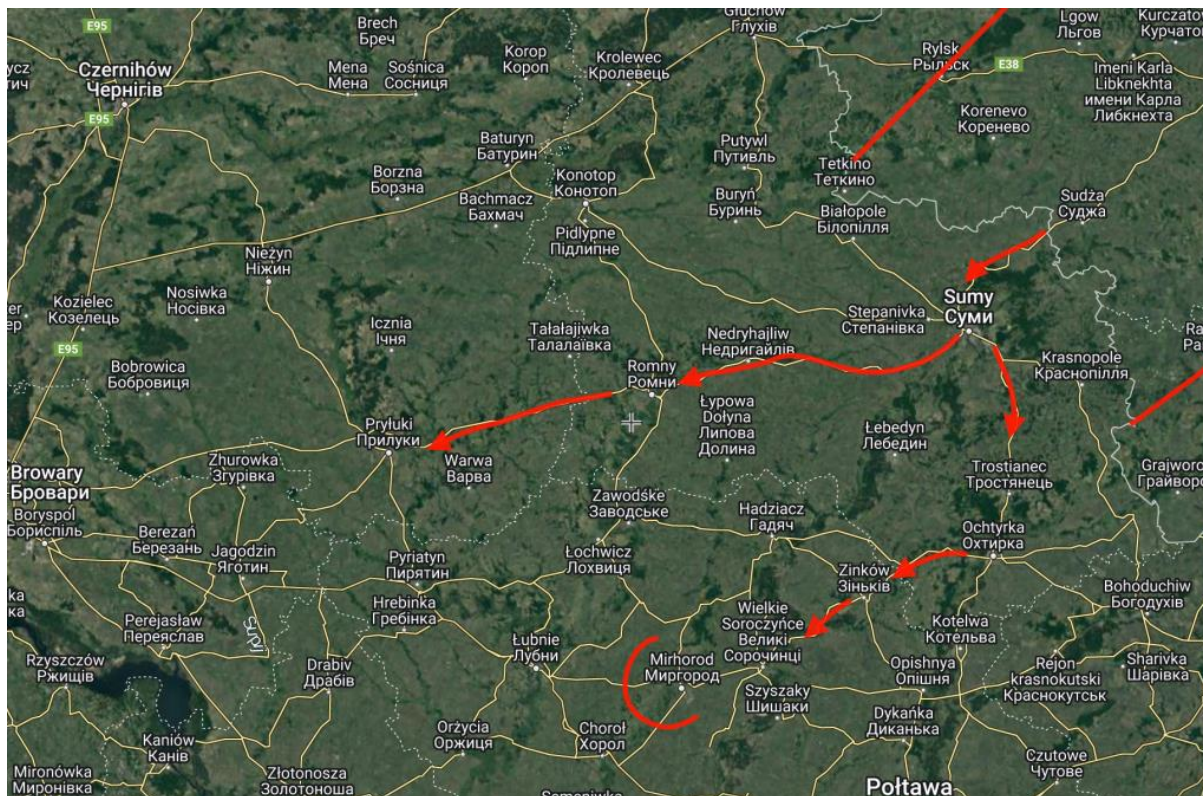 Brech
Бреч
Głuchów
Глухів
Lgow
Льгов
Kurczatow
Курчатов
E95
Korop
Короп
Krolewec
Кролевець
Rylsk
Рыльск
E38
Imeni Karla
Libknekhta
имени Карла
Либкнехта
Czernihów
Чернігів
E95
Mena
Мена
Sośnica
Сосниця
Korenevo
Коренево
Baturyn
Батурин
Putywl
Путивль
Tetkino
Теткино
Borzna
Борзна
Konotop
Конотоп
Bachmacz
Бахмач
Buryń
Буринь
Białopole
Білопілля
Sudża
Суджа
Pidlypne
Підлипне
Nieżyn
Ніжин
Nosiwka
Носівка
Kozielec
Козелець
Stepanivka
Степанівка
Sumy
Суми
Icznia
Ічня
Tałałajiwka
Талалаївка
Nedryhajliw
Недригайлів
E95
Bobrowica
Бобровиця
Romny
Ромни
Krasnopole
Краснопілля
Łypowa
Dołyna
Липова
Долина
Łebedyn
Лебедин
Pryłuki
Прилуки
Warwa
Варва
Zhurowka
Згурівка
Browary
Бровари
Trostianec
Тростянець
Boryspol
Бориспіль
Zawodśke
Заводське
Hadziacz
Гадяч
Berezań
Березань
Jagodzin
Яготин
Pyriatyn
Пирятин
Łochwicz
Лохвиця
Ochtyrka
Охтирка
Zinków
Зіньків
Bohoduchiw
Богодухів
Hrebinka
Гребінка
Wielkie
Soroczyńce
Великі
Сорочинці
Kotelwa
Котельва
Perejasław
Переяслав
Łubnie
Лубни
Mirhorod
Миргород
Opishnya
Опішня
Rejon
krasnokutski
Краснокутськ
Sharivka
Шарівка
Rzyszczów
Ржищів
Drabiv
Драбів
Szyszaky
Шишаки
Orżycia
Оржиця
Choroł
Хорол
Dykańka
Диканька
Kaniów
Канів
Czutowe
Чутове
Mironówka
Миронівка
Złotonosza
Золотоноша
Połtawa